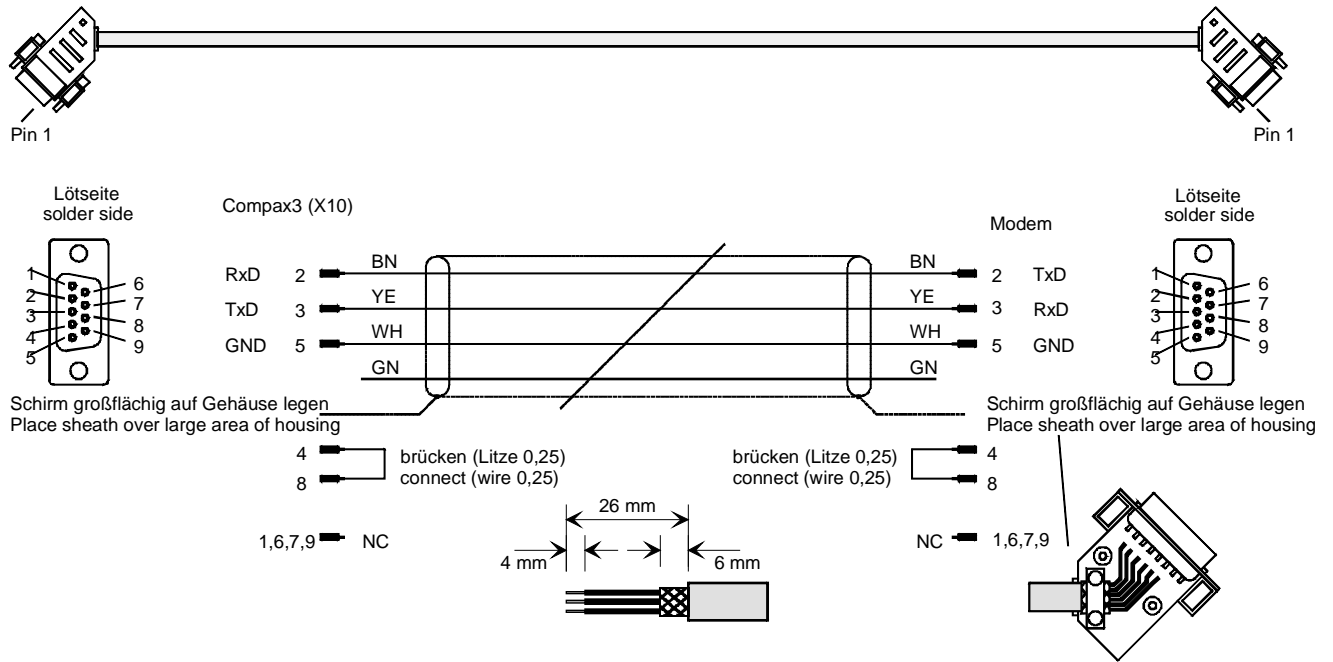 Pin 1
Pin 1
Lötseite
solder side
1
2
3
4
5
6
7
8
9
Compax3 (X10)
Modem
Lötseite
solder side
1
2
3
4
5
6
7
8
9
RxD 2 BN BN 2 TxD
TxD 3 YE YE 3 RxD
GND 5 WH WH 5 GND
GN GN
Schirm großflächig auf Gehäuse legen
Place sheath over large area of housing
Schirm großflächig auf Gehäuse legen
Place sheath over large area of housing
4
8
brücken (Litze 0,25)
connect (wire 0,25)
brücken (Litze 0,25)
connect (wire 0,25)
4
8
1,6,7,9 NC
NC 1,6,7,9
26 mm
4 mm
6 mm